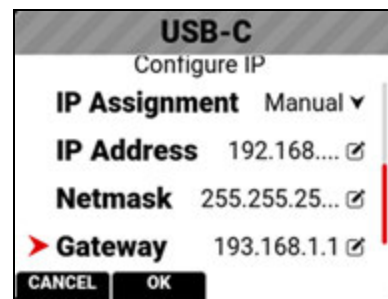 USB-C
Configure IP
IP Assignment Manual
IP Address 192.168....
Netmask 255.255.25...
Gateway 193.168.1.1
CANCEL OK